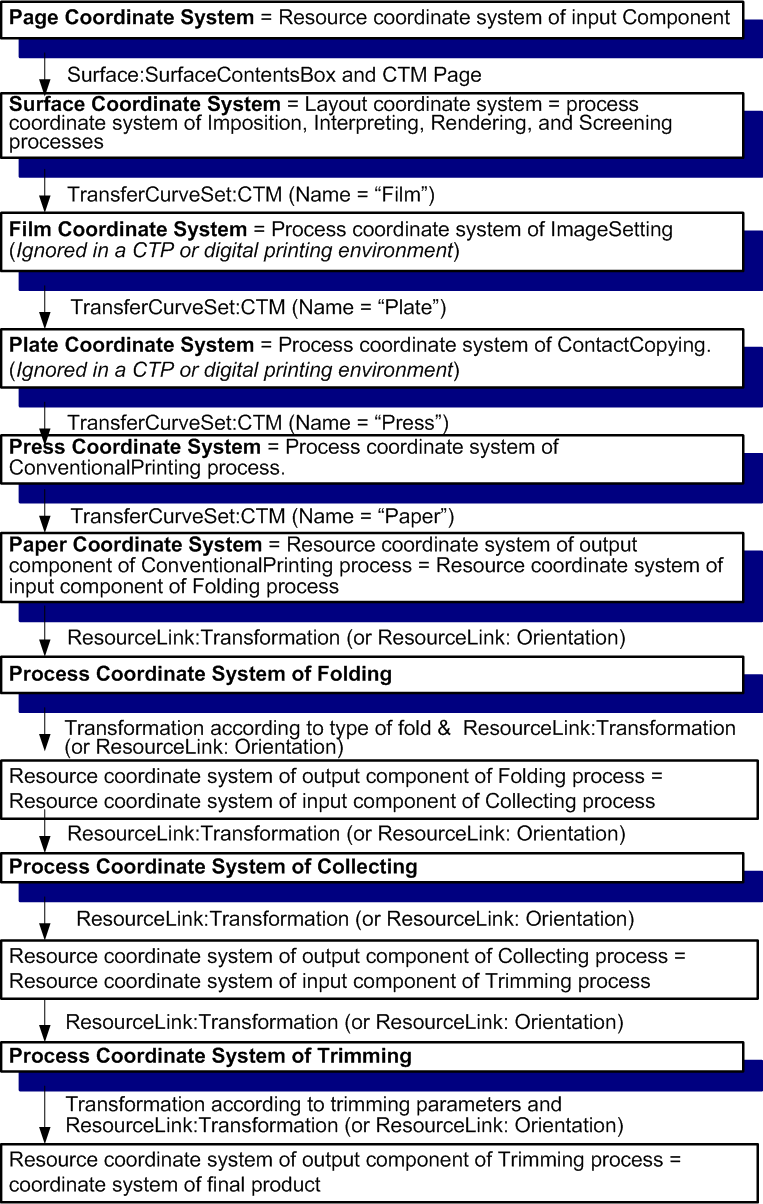 Page Coordinate System = Resource coordinate system of input Component
Surface:SurfaceContentsBox and CTM Page
Surface Coordinate System = Layout coordinate system = process
coordinate system of Imposition, Interpreting, Rendering, and Screening
processes
TransferCurveSet:CTM (Name = “Film”)
Film Coordinate System = Process coordinate system of ImageSetting
(Ignored in a CTP or digital printing environment)
TransferCurveSet:CTM (Name = “Plate”)
Plate Coordinate System = Process coordinate system of ContactCopying.
(Ignored in a CTP or digital printing environment)
TransferCurveSet:CTM (Name = “Press”)
Press Coordinate System = Process coordinate system of
ConventionalPrinting process.
TransferCurveSet:CTM (Name = “Paper”)
Paper Coordinate System = Resource coordinate system of output
component of ConventionalPrinting process = Resource coordinate system of
input component of Folding process
ResourceLink:Transformation (or ResourceLink: Orientation)
Process Coordinate System of Folding
Transformation according to type of fold & ResourceLink:Transformation
(or ResourceLink: Orientation)
Resource coordinate system of output component of Folding process =
Resource coordinate system of input component of Collecting process
ResourceLink:Transformation (or ResourceLink: Orientation)
Process Coordinate System of Collecting
ResourceLink:Transformation (or ResourceLink: Orientation)
Resource coordinate system of output component of Collecting process =
Resource coordinate system of input component of Trimming process
ResourceLink:Transformation (or ResourceLink: Orientation)
Process Coordinate System of Trimming
Transformation according to trimming parameters and
ResourceLink:Transformation (or ResourceLink: Orientation)
Resource coordinate system of output component of Trimming process =
coordinate system of final product